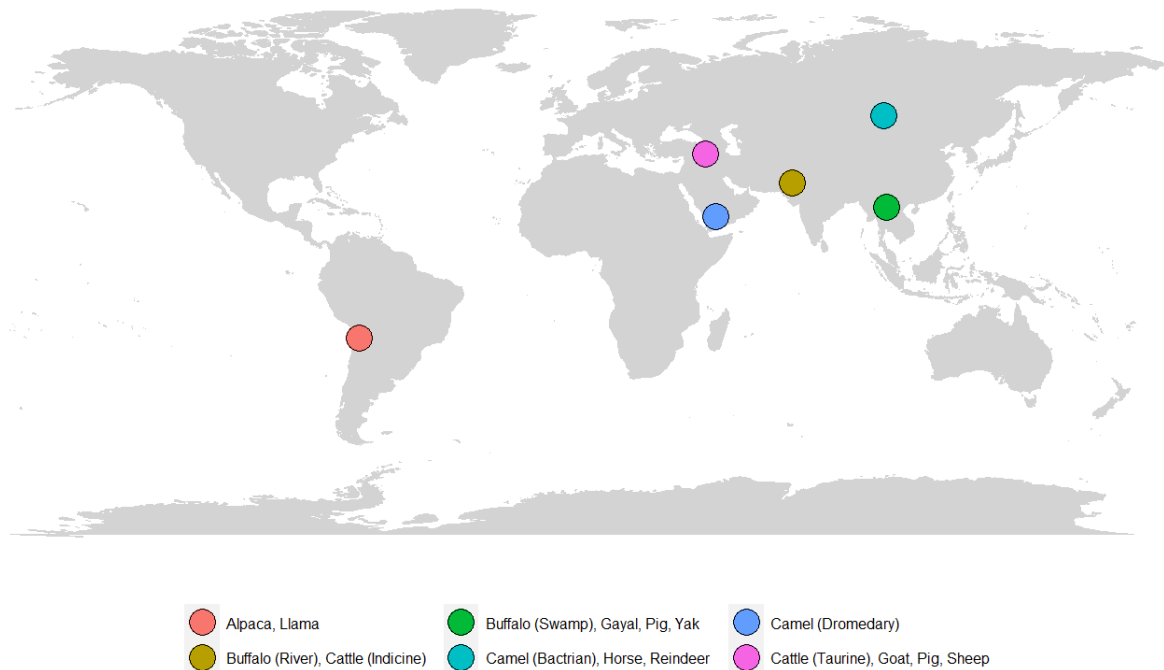 Alpaca, Llama
Buffalo (River), Cattle (Indicine)
Buffalo (Swamp), Gayal, Pig, Yak
Camel (Bactrian), Horse, Reindeer
Camel (Dromedary)
Cattle (Taurine), Goat, Pig, Sheep